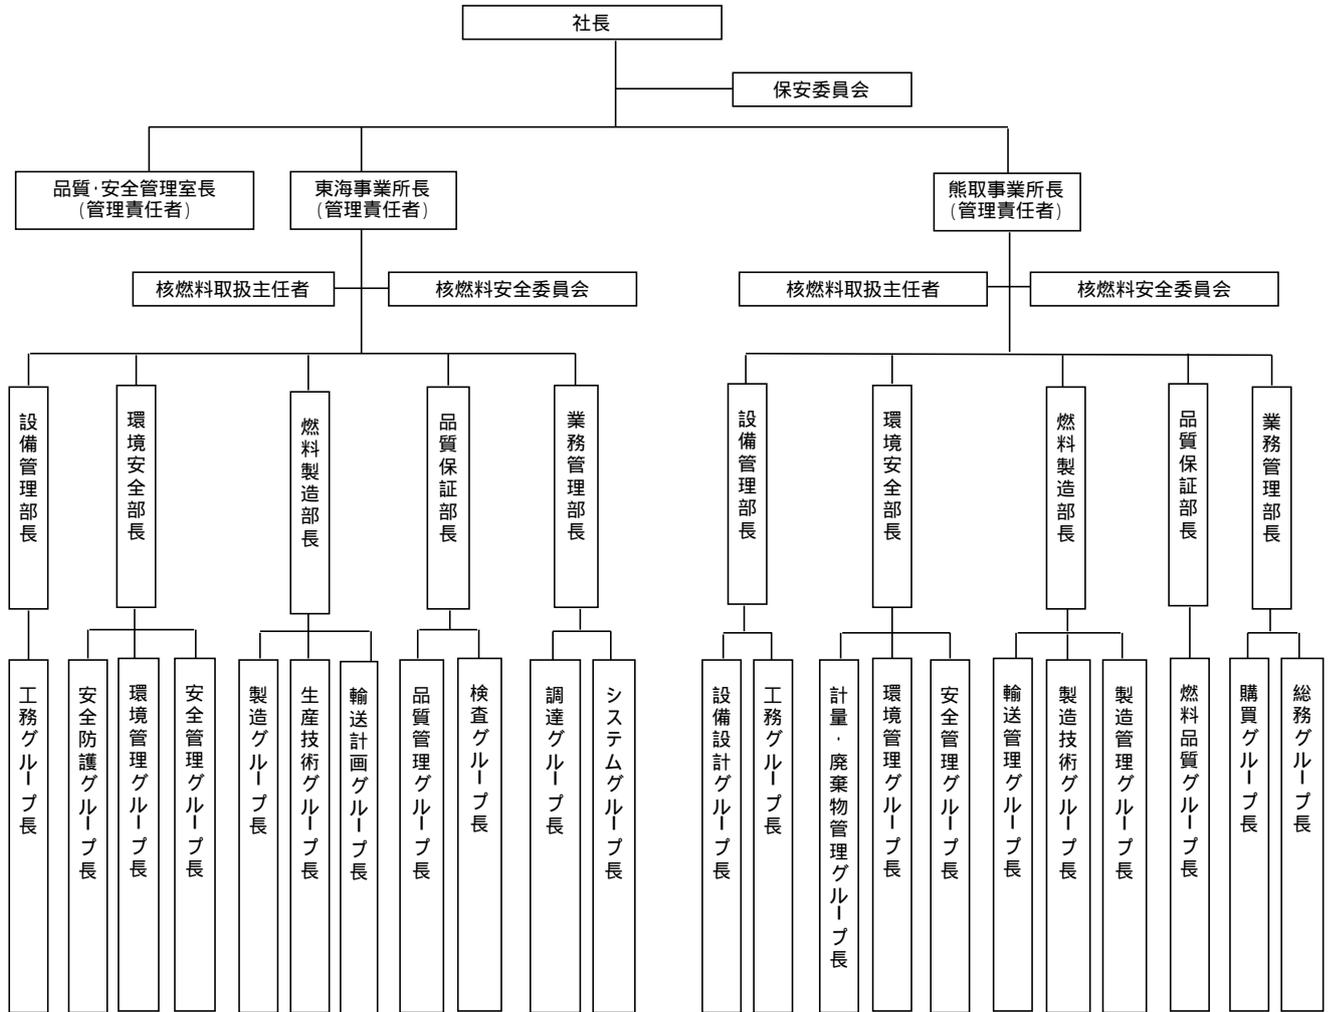 社長
保安委員会
品質・安全管理室長
(管理責任者)
東海事業所長
(管理責任者)
熊取事業所長
(管理責任者)
核燃料取扱主任者
核燃料安全委員会
核燃料取扱主任者
核燃料安全委員会
設備管理部長
環境安全部長
燃料製造部長
品質保証部長
業務管理部長
設備管理部長
環境安全部長
燃料製造部長
品質保証部長
業務管理部長
工務グループ長
安全防護グループ長
環境管理グループ長
安全管理グループ長
製造グループ長
生産技術グループ長
輸送計画グループ長
品質管理グループ長
検査グループ長
調達グループ長
システムグループ長
設備設計グループ長
工務グループ長
計量・廃棄物管理グループ長
環境管理グループ長
安全管理グループ長
輸送管理グループ長
製造技術グループ長
製造管理グループ長
燃料品質グループ長
購買グループ長
総務グループ長